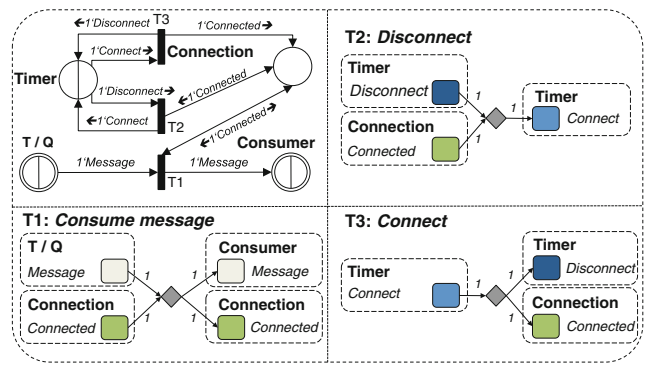 ←1'Disconnect T3 1'Connected→
1'Connect→ Connection
Timer
1'Disconnect→ ←1'Connected
←1'Connect T2
←1'Connected→
T / Q Consumer
1'Message→ 1'Message→
T1
T2: Disconnect
Timer
Disconnect 1
1 Timer
Connect
Connection
Connected 1
T1: Consume message
T / Q Consumer
Message 1 1 Message
Connection Connection
Connected 1 1 Connected
T3: Connect
Timer
Timer 1 Disconnect
Connect 1
Connection
1 Connected